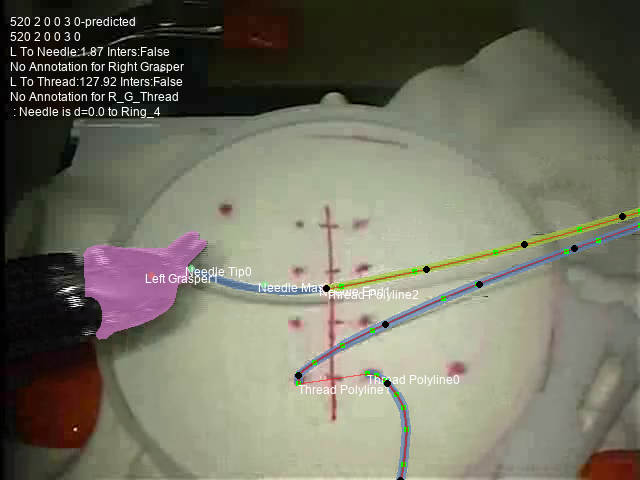 520 2 0 0 3 0-predicted
520 2 0 0 3 0
L To Needle:1.87 Inters:False
No Annotation for Right Grasper
L To Thread:127.92 Inters:False
No Annotation for R_G_Thread
: Needle is d=0.0 to Ring_4
Needle Tip0
Left Grasper
Needle
Thread Polyline2
Thread Polyline0
Thread Polyline1